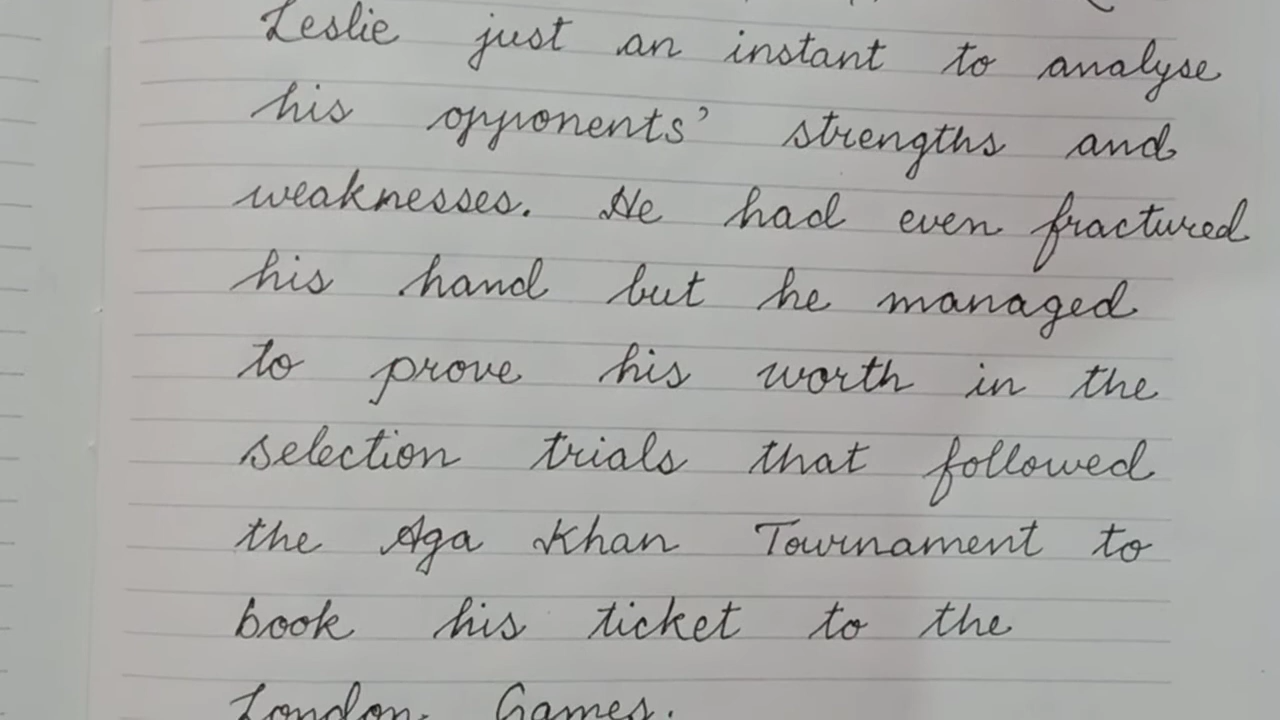 Leslie just an instant to analyse
his opponents' strengths and
weaknesses. He had even fractured
his hand but he managed
to prove his worth in the
selection trials that followed
the Aga Khan Tournament to
book his ticket to the
London Games.